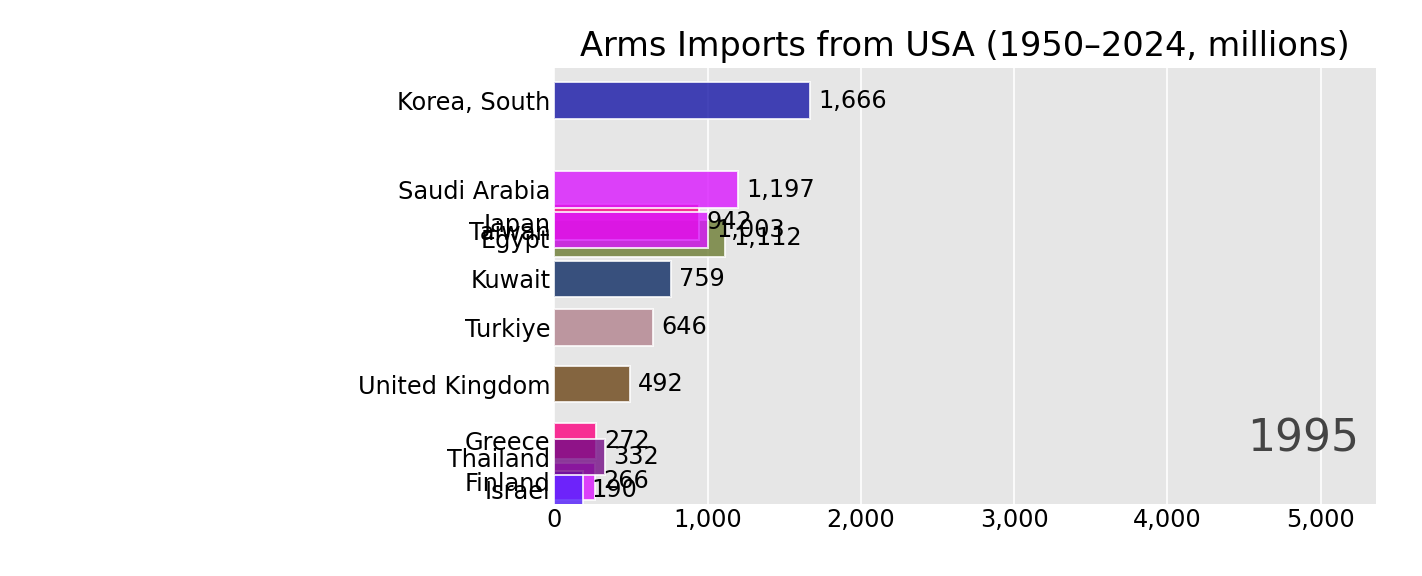 Arms Imports from USA (1950–2024, millions)
Korea, South 1,666
Saudi Arabia 1,197
Japan 942
Taiwan 1,003
Egypt 1,112
Kuwait 759
Turkiye 646
United Kingdom 492
Greece 272
Thailand 332
Finland 266
Israel 190
1995
0 1,000 2,000 3,000 4,000 5,000